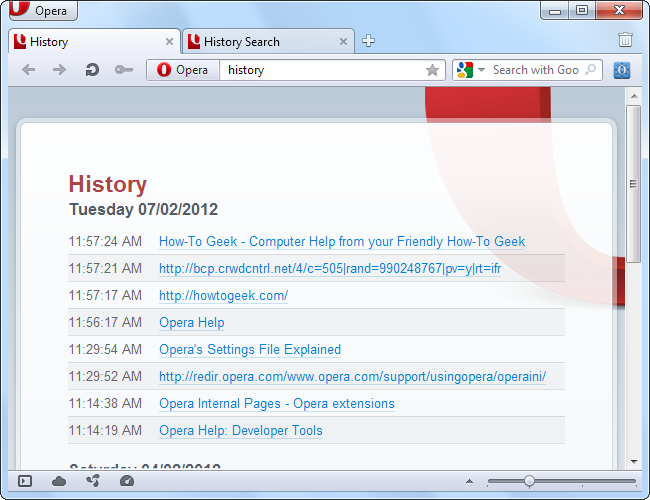 Opera
History
History Search
Opera
history
Search with Goo
History
Tuesday 07/02/2012
11:57:24 AM How-To Geek - Computer Help from your Friendly How-To Geek
11:57:21 AM http://bcp.crwdcntrl.net/4/c=505|rand=990248767|pv=y|rt=ifr
11:57:17 AM http://howtogeek.com/
11:56:17 AM Opera Help
11:29:54 AM Opera's Settings File Explained
11:29:52 AM http://redir.opera.com/www.opera.com/support/usingopera/operaini/
11:14:38 AM Opera Internal Pages - Opera extensions
11:14:19 AM Opera Help: Developer Tools
Saturday 04/02/2012